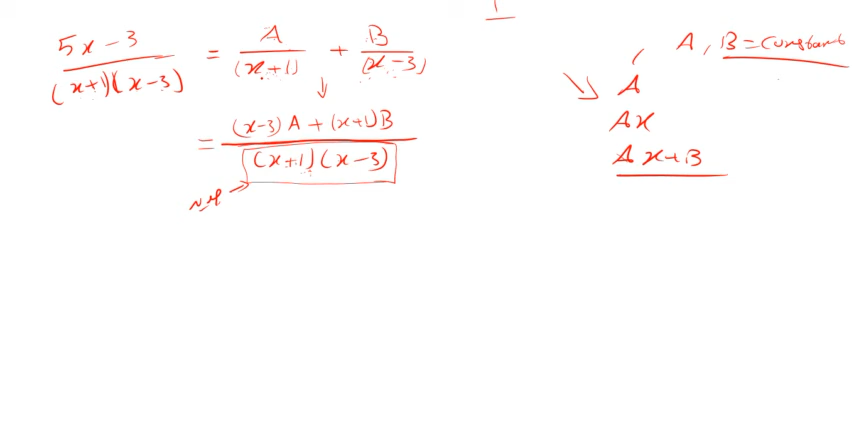 5x - 3 / (x+1)(x-3) = A / (x+1) + B / (x-3)
= (x-3)A + (x+1)B / (x+1)(x-3)
A, B = Constant
A
Ax
Ax+B